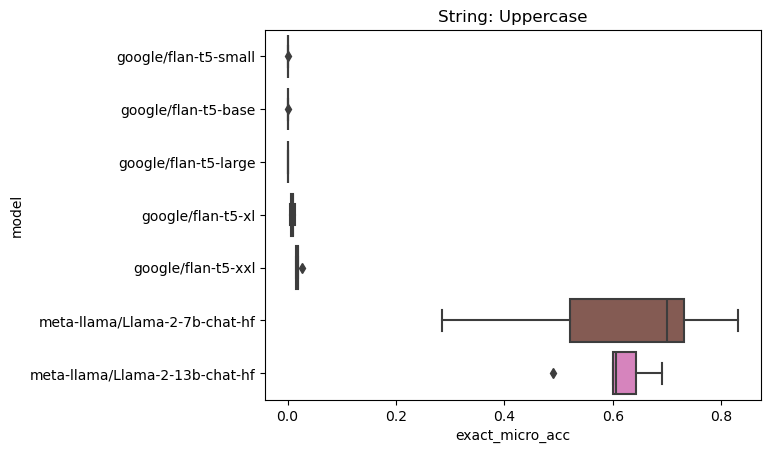 String: Uppercase
google/flan-t5-small
google/flan-t5-base
google/flan-t5-large
google/flan-t5-xl
google/flan-t5-xxl
meta-llama/Llama-2-7b-chat-hf
meta-llama/Llama-2-13b-chat-hf
model
0.0 0.2 0.4 0.6 0.8
exact_micro_acc